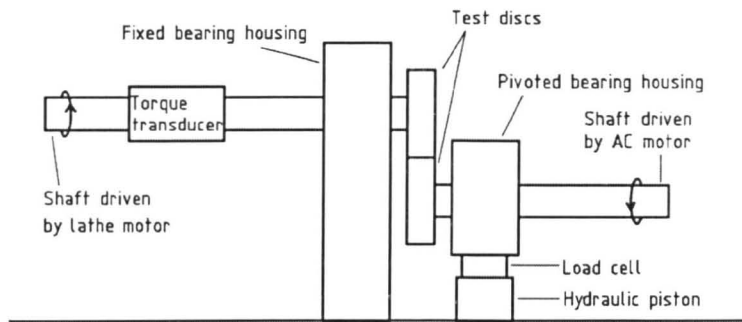 Test discs
Fixed bearing housing
Pivoted bearing housing
Torque
transducer
Shaft driven
by AC motor
Shaft driven
by lathe motor
Load cell
Hydraulic piston